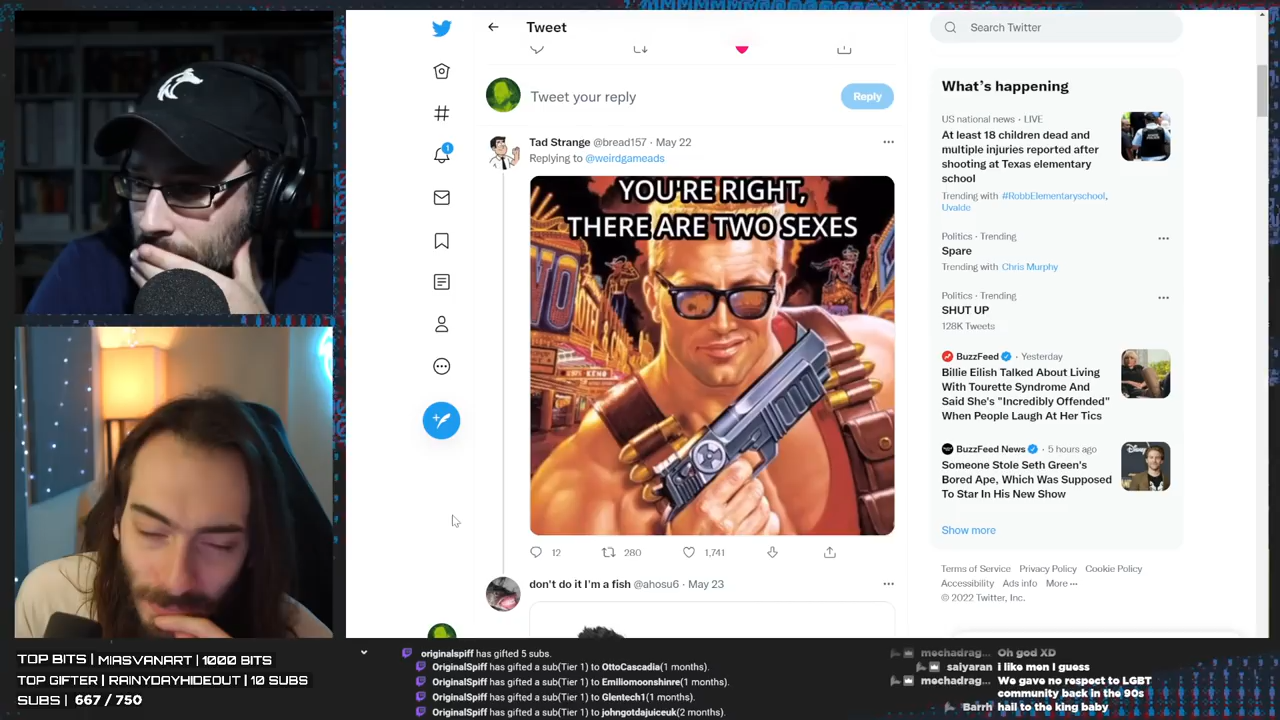 Tweet
Search Twitter
Tweet your reply
Reply
Tad Strange @bread157 · May 22
Replying to @weirdgameads
YOU'RE RIGHT,
THERE ARE TWO SEXES
12
280
1,741
don't do it I'm a fish @ahosu6 · May 23
1
What's happening
US national news · LIVE
At least 18 children dead and
multiple injuries reported after
shooting at Texas elementary
school
Trending with #RobbElementaryschool,
Uvalde
Politics · Trending
Spare
Trending with Chris Murphy
Politics · Trending
SHUT UP
128K Tweets
BuzzFeed · Yesterday
Billie Eilish Talked About Living
With Tourette Syndrome And
Said She's "Incredibly Offended"
When People Laugh At Her Tics
BuzzFeed News · 5 hours ago
Someone Stole Seth Green's
Bored Ape, Which Was Supposed
To Star In His New Show
Show more
Terms of Service Privacy Policy Cookie Policy
Accessibility Ads info More ···
© 2022 Twitter, Inc.
TOP BITS | MIASVANART | 1000 BITS
TOP GIFTER | RAINYDAYHIDEOUT | 10 SUBS
SUBS | 667 / 750
originalspiff has gifted 5 subs.
OriginalSpiff has gifted a sub(Tier 1) to OttoCascadia(1 months).
OriginalSpiff has gifted a sub(Tier 1) to Emiliomoonshinre(1 months).
OriginalSpiff has gifted a sub(Tier 1) to Glentech1(1 months).
OriginalSpiff has gifted a sub(Tier 1) to johngotdajuiceuk(2 months).
mechadrag... Oh god XD
saiyaran i like men I guess
mechadrag... We gave no respect to LGBT
community back in the 90s
Barrh hail to the king baby